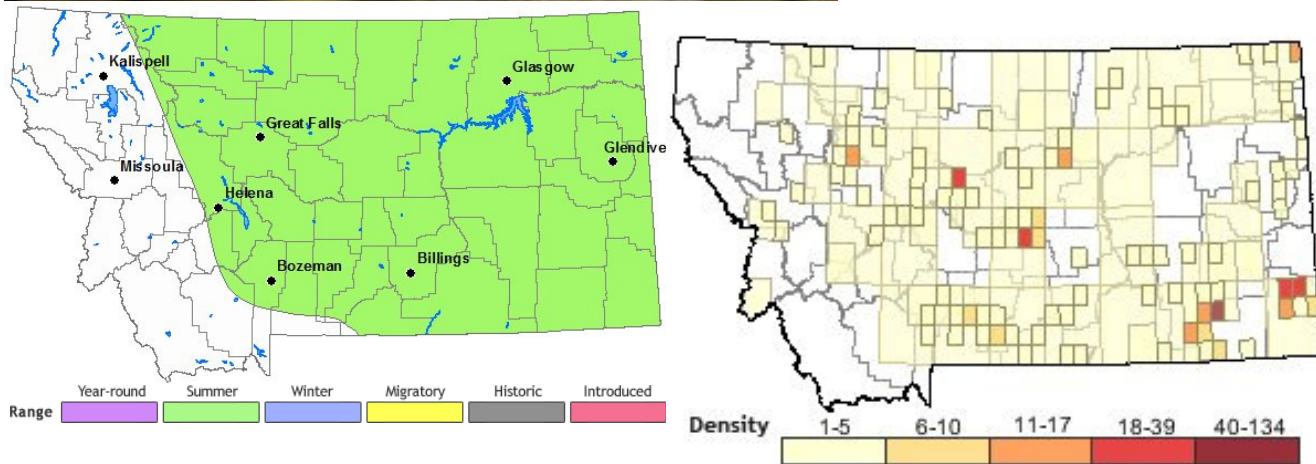 Kalispell
Glasgow
Great Falls
Glendive
Missoula
Helena
Bozeman
Billings
Year-round Summer Winter Migratory Historic Introduced
Range
Density 1-5 6-10 11-17 18-39 40-134